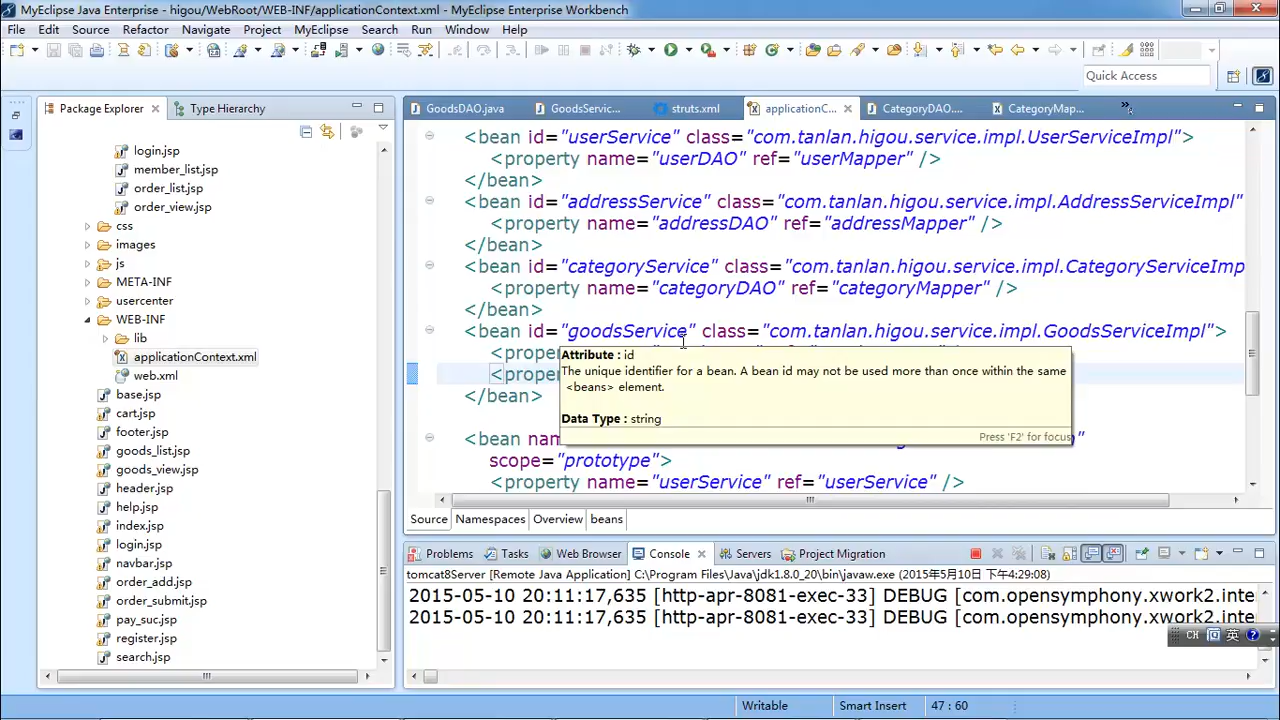 MyEclipse Java Enterprise - higou/WebRoot/WEB-INF/applicationContext.xml - MyEclipse Enterprise Workbench
File Edit Source Refactor Navigate Project MyEclipse Search Run Window Help
Quick Access
Package Explorer Type Hierarchy
login.jsp
member_list.jsp
order_list.jsp
order_view.jsp
css
images
js
META-INF
usercenter
WEB-INF
lib
applicationContext.xml
web.xml
base.jsp
cart.jsp
footer.jsp
goods_list.jsp
goods_view.jsp
header.jsp
help.jsp
index.jsp
login.jsp
navbar.jsp
order_add.jsp
order_submit.jsp
pay_suc.jsp
register.jsp
search.jsp
GoodsDAO.java GoodsServic... struts.xml applicationC... CategoryDAO.... CategoryMap...
<bean id="userService" class="com.tanlan.higou.service.impl.UserServiceImpl">
<property name="userDAO" ref="userMapper" />
</bean>
<bean id="addressService" class="com.tanlan.higou.service.impl.AddressServiceImpl"
<property name="addressDAO" ref="addressMapper" />
</bean>
<bean id="categoryService" class="com.tanlan.higou.service.impl.CategoryServiceImp
<property name="categoryDAO" ref="categoryMapper" />
</bean>
<bean id="goodsService" class="com.tanlan.higou.service.impl.GoodsServiceImpl">
<proper
<proper
</bean>
Attribute : id
The unique identifier for a bean. A bean id may not be used more than once within the same
<beans> element.
Data Type : string
Press 'F2' for focus
<bean nam
scope="prototype">
<property name="userService" ref="userService" />
Source Namespaces Overview beans
Problems Tasks Web Browser Console Servers Project Migration
tomcat8Server [Remote Java Application] C:\Program Files\Java\jdk1.8.0_20\bin\javaw.exe (2015年5月10日 下午4:29:08)
2015-05-10 20:11:17,635 [http-apr-8081-exec-33] DEBUG [com.opensymphony.xwork2.inte
2015-05-10 20:11:17,635 [http-apr-8081-exec-33] DEBUG [com.opensymphony.xwork2.inte
CH 英
Writable Smart Insert 47 : 60